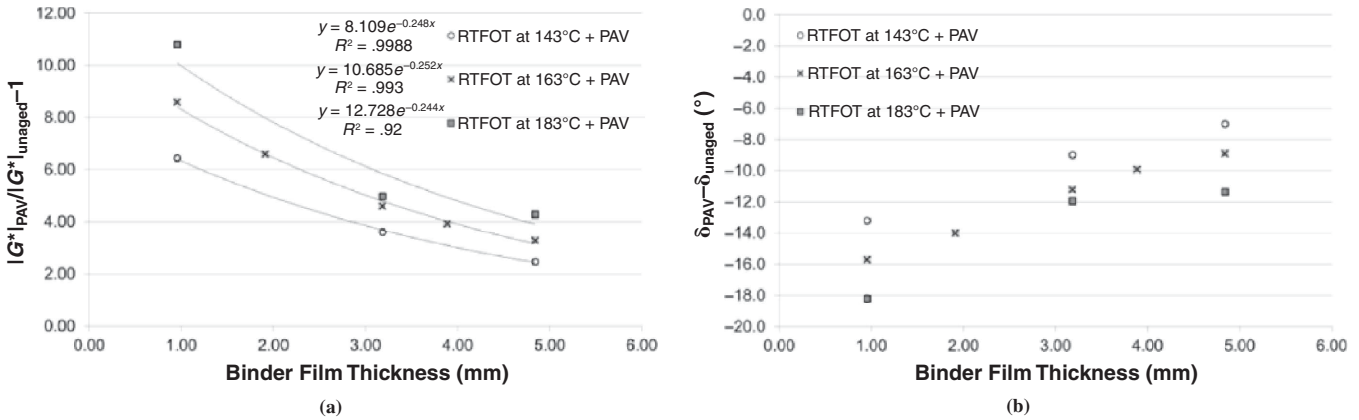 12.00
10.00
8.00
6.00
4.00
2.00
0.00
|G*|PAV/|G*|unaged–1
y = 8.109e^–0.248x
R² = .9988
RTFOT at 143°C + PAV
y = 10.685e^–0.252x
R² = .993
RTFOT at 163°C + PAV
y = 12.728e^–0.244x
R² = .92
RTFOT at 183°C + PAV
0.00 1.00 2.00 3.00 4.00 5.00 6.00
Binder Film Thickness (mm)
(a)
0.0
–2.0
–4.0
–6.0
–8.0
–10.0
–12.0
–14.0
–16.0
–18.0
–20.0
δPAV–δunaged (°)
RTFOT at 143°C + PAV
RTFOT at 163°C + PAV
RTFOT at 183°C + PAV
0.00 1.00 2.00 3.00 4.00 5.00 6.00
Binder Film Thickness (mm)
(b)